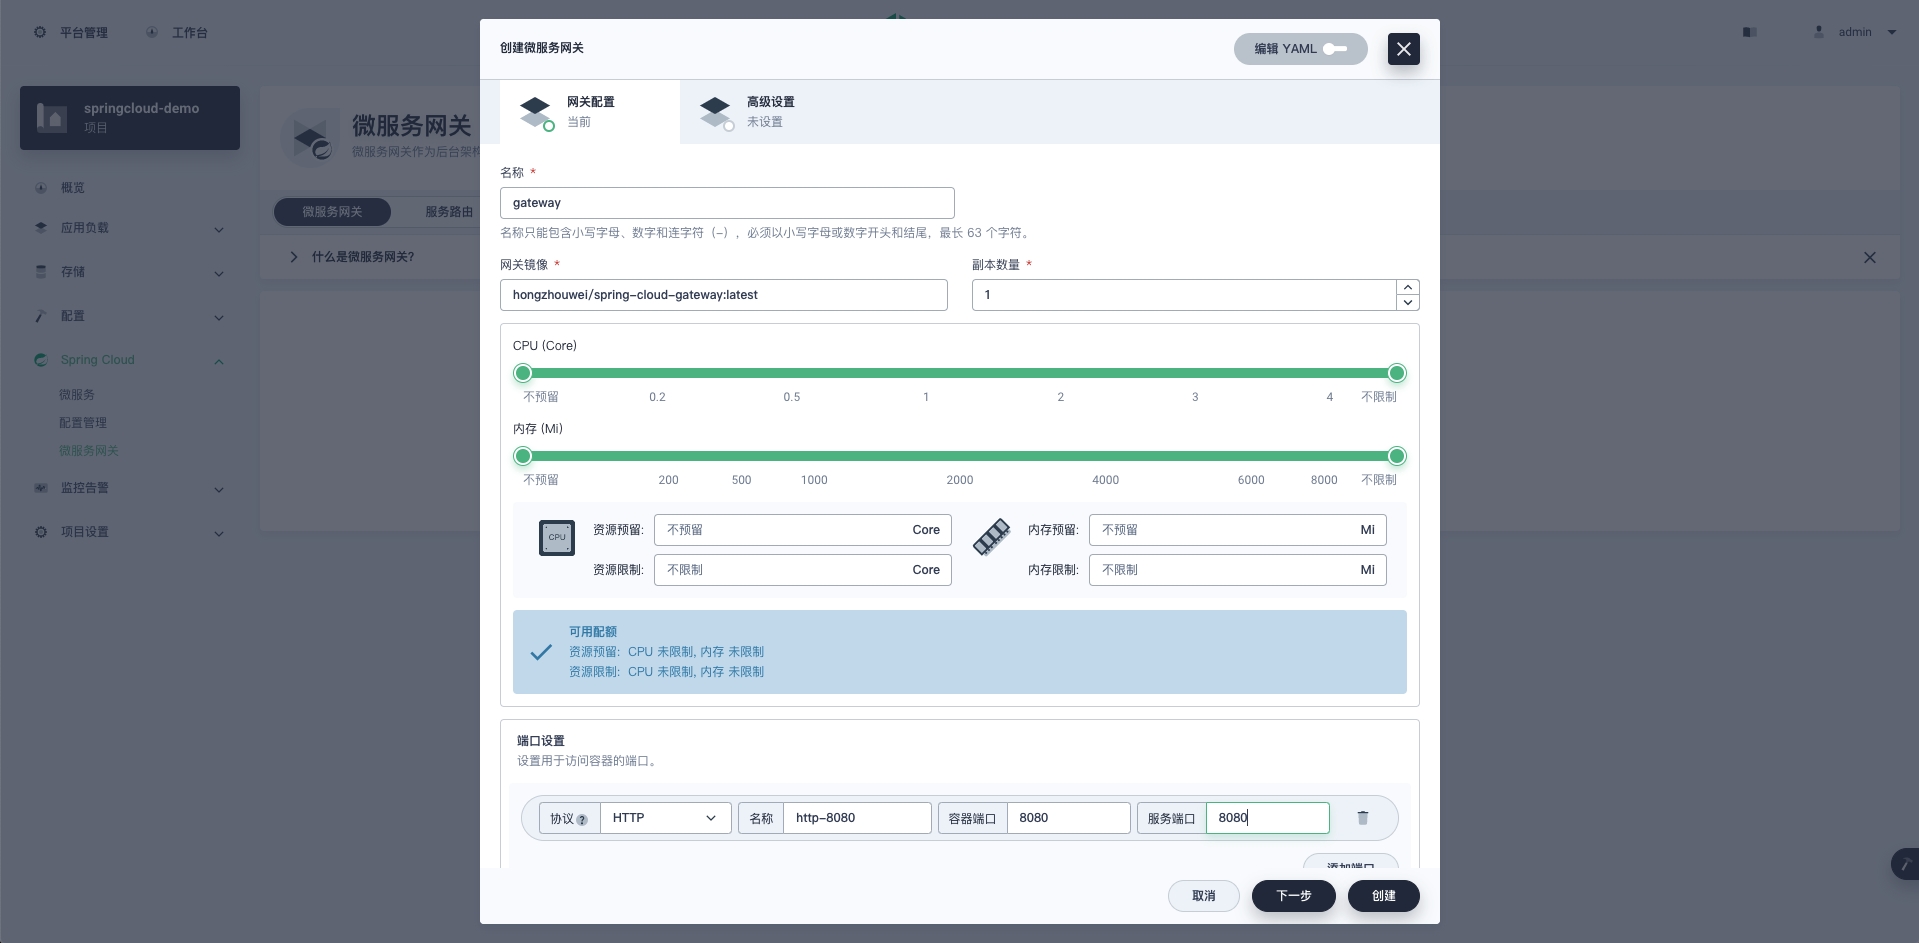 平台管理
工作台
admin
springcloud-demo
项目
概览
应用负载
存储
配置
Spring Cloud
微服务
配置管理
微服务网关
监控告警
项目设置
微服务网关
微服务网关作为后台架
微服务网关
服务路由
什么是微服务网关?
创建微服务网关
编辑 YAML
网关配置
当前
高级设置
未设置
名称 *
gateway
名称只能包含小写字母、数字和连字符（-），必须以小写字母或数字开头和结尾，最长 63 个字符。
网关镜像 *
副本数量 *
hongzhouwei/spring-cloud-gateway:latest
1
CPU (Core)
不预留 0.2 0.5 1 2 3 4 不限制
内存 (Mi)
不预留 200 500 1000 2000 4000 6000 8000 不限制
CPU
资源预留: 不预留 Core
内存预留: 不预留 Mi
资源限制: 不限制 Core
内存限制: 不限制 Mi
可用配额
资源预留: CPU 未限制, 内存 未限制
资源限制: CPU 未限制, 内存 未限制
端口设置
设置用于访问容器的端口。
协议 ? HTTP 名称 http-8080 容器端口 8080 服务端口 8080
添加端口
取消
下一步
创建